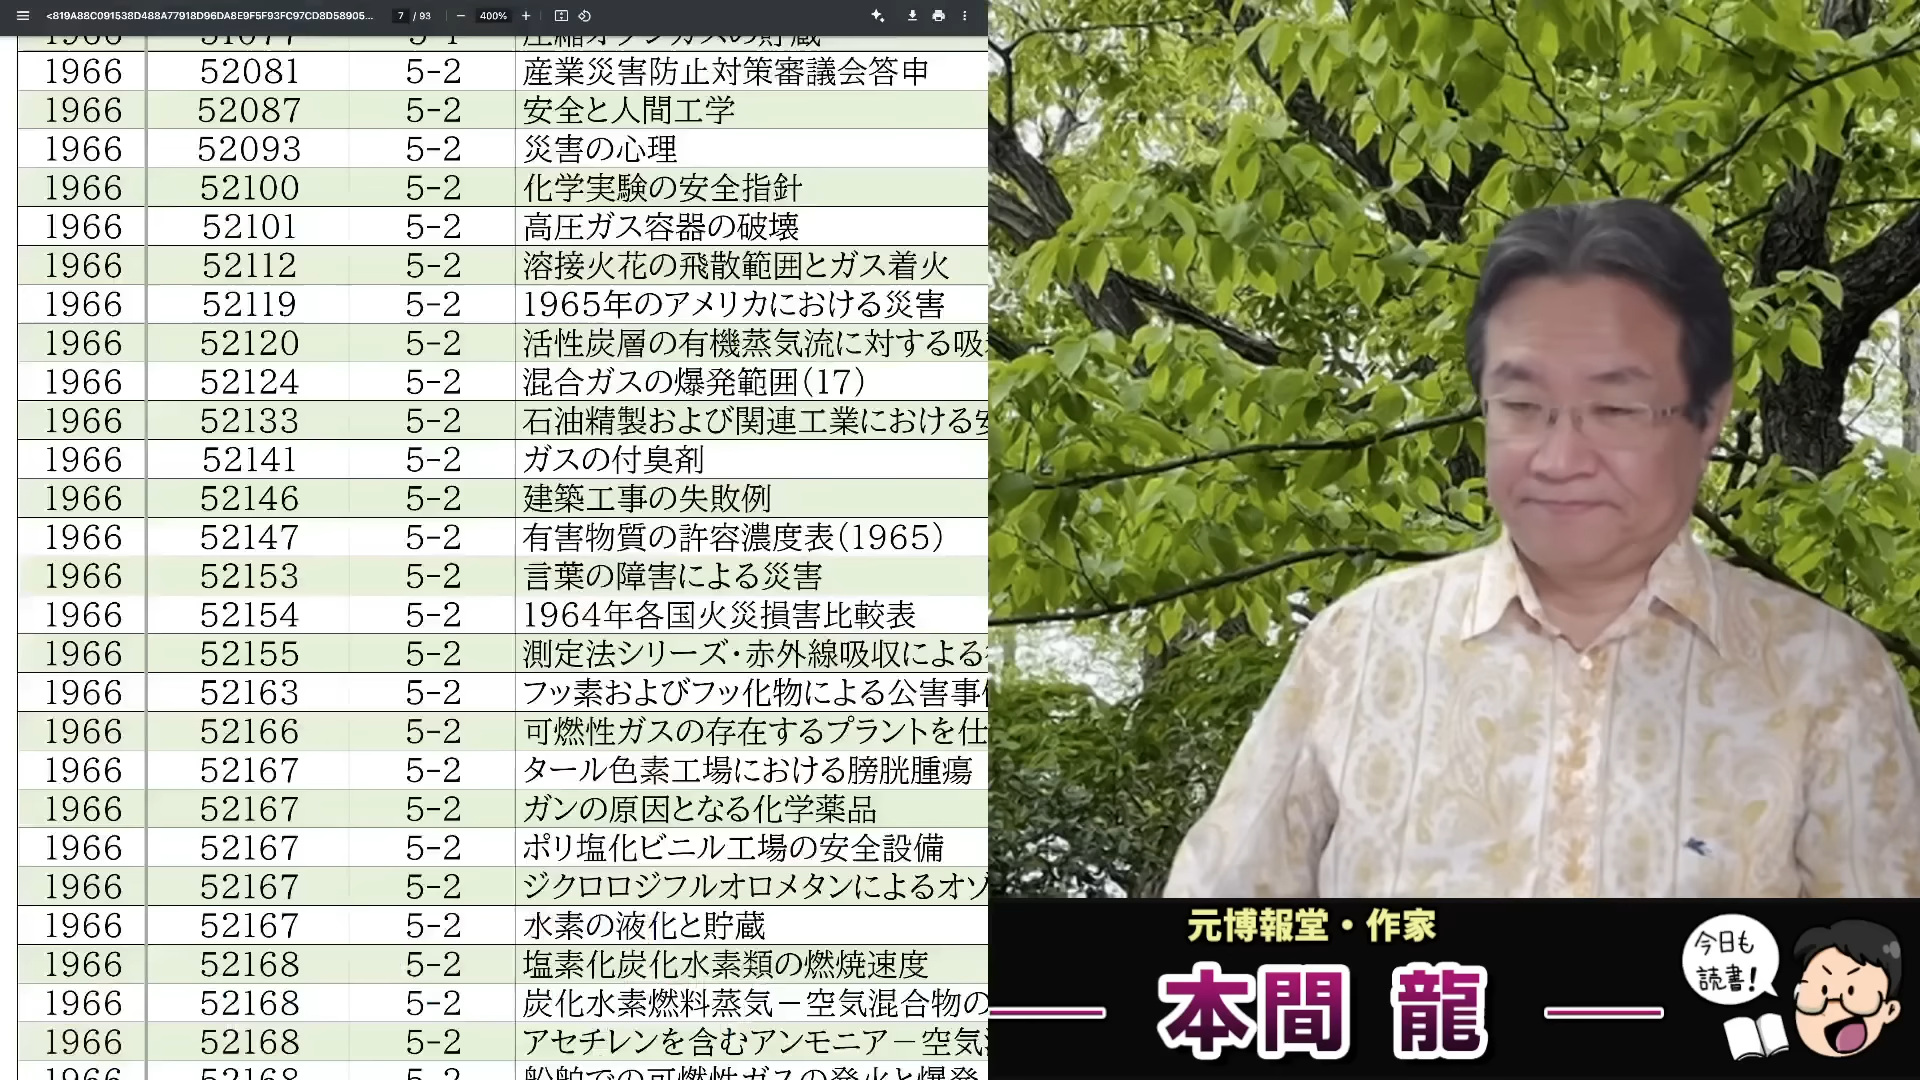 <819A88C091538D488A77918D96DA8E9F5F93FC97CD8D58905...
7 / 93
400%
1966 52081 5-2 産業災害防止対策審議会答申
1966 52087 5-2 安全と人間工学
1966 52093 5-2 災害の心理
1966 52100 5-2 化学実験の安全指針
1966 52101 5-2 高圧ガス容器の破壊
1966 52112 5-2 溶接火花の飛散範囲とガス着火
1966 52119 5-2 1965年のアメリカにおける災害
1966 52120 5-2 活性炭層の有機蒸気流に対する吸
1966 52124 5-2 混合ガスの爆発範囲(17)
1966 52133 5-2 石油精製および関連工業における安
1966 52141 5-2 ガスの付臭剤
1966 52146 5-2 建築工事の失敗例
1966 52147 5-2 有害物質の許容濃度表(1965)
1966 52153 5-2 言葉の障害による災害
1966 52154 5-2 1964年各国火災損害比較表
1966 52155 5-2 測定法シリーズ・赤外線吸収による
1966 52163 5-2 フッ素およびフッ化物による公害事
1966 52166 5-2 可燃性ガスの存在するプラントを仕
1966 52167 5-2 タール色素工場における膀胱腫瘍
1966 52167 5-2 ガンの原因となる化学薬品
1966 52167 5-2 ポリ塩化ビニル工場の安全設備
1966 52167 5-2 ジクロロジフルオロメタンによるオゾ
1966 52167 5-2 水素の液化と貯蔵
1966 52168 5-2 塩素化炭化水素類の燃焼速度
1966 52168 5-2 炭化水素燃料蒸気－空気混合物の
1966 52168 5-2 アセチレンを含むアンモニア－空気
1966 52168 5-2 船舶での可燃性ガスの発火と爆発
元博報堂・作家
本間 龍
今日も
読書!